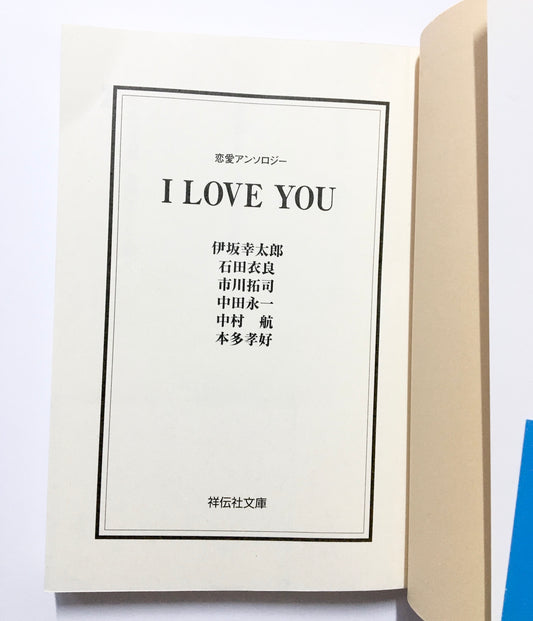 恋愛アンソロジー
I LOVE YOU
伊坂幸太郎
石田衣良
市川拓司
中田永一
中村　航
本多孝好
祥伝社文庫